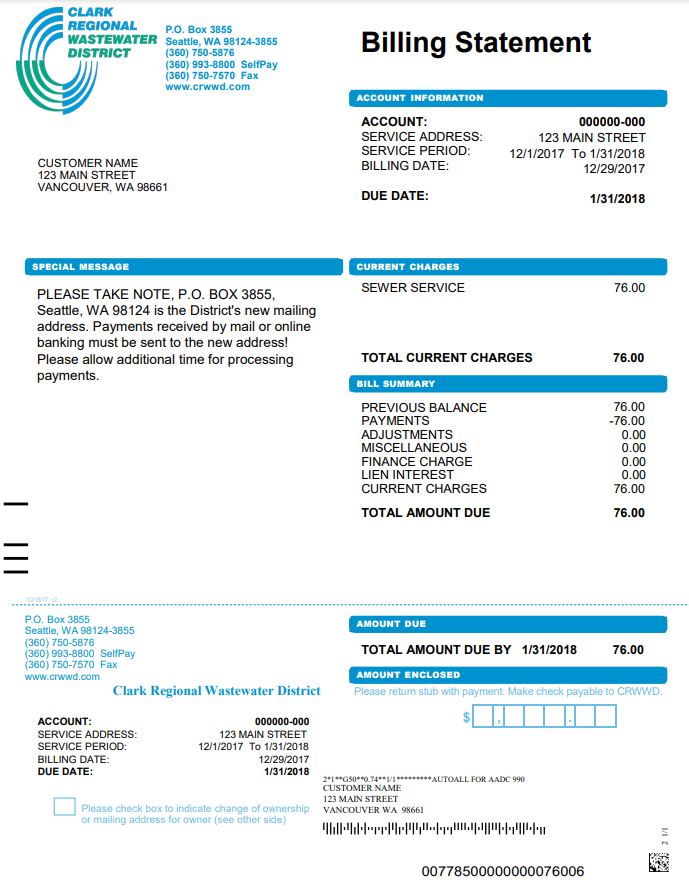 CLARK
REGIONAL
WASTEWATER
DISTRICT
P.O. Box 3855
Seattle, WA 98124-3855
(360) 750-5876
(360) 993-8800 SelfPay
(360) 750-7570 Fax
www.crwwd.com
Billing Statement
ACCOUNT INFORMATION
ACCOUNT: 000000-000
SERVICE ADDRESS: 123 MAIN STREET
SERVICE PERIOD: 12/1/2017 To 1/31/2018
BILLING DATE: 12/29/2017
DUE DATE: 1/31/2018
CUSTOMER NAME
123 MAIN STREET
VANCOUVER, WA 98661
SPECIAL MESSAGE
PLEASE TAKE NOTE, P.O. BOX 3855,
Seattle, WA 98124 is the District's new mailing
address. Payments received by mail or online
banking must be sent to the new address!
Please allow additional time for processing
payments.
CURRENT CHARGES
SEWER SERVICE 76.00
TOTAL CURRENT CHARGES 76.00
BILL SUMMARY
PREVIOUS BALANCE 76.00
PAYMENTS -76.00
ADJUSTMENTS 0.00
MISCELLANEOUS 0.00
FINANCE CHARGE 0.00
LIEN INTEREST 0.00
CURRENT CHARGES 76.00
TOTAL AMOUNT DUE 76.00
10/18/17 v2
P.O. Box 3855
Seattle, WA 98124-3855
(360) 750-5876
(360) 993-8800 SelfPay
(360) 750-7570 Fax
www.crwwd.com
Clark Regional Wastewater District
ACCOUNT: 000000-000
SERVICE ADDRESS: 123 MAIN STREET
SERVICE PERIOD: 12/1/2017 To 1/31/2018
BILLING DATE: 12/29/2017
DUE DATE: 1/31/2018
Please check box to indicate change of ownership
or mailing address for owner (see other side)
AMOUNT DUE
TOTAL AMOUNT DUE BY 1/31/2018 76.00
AMOUNT ENCLOSED
Please return stub with payment. Make check payable to CRWWD.
$ , .
2*1**G50**0.74**1/1*********AUTOALL FOR AADC 990
CUSTOMER NAME
123 MAIN STREET
VANCOUVER WA 98661
2 1/1
00778500000000076006